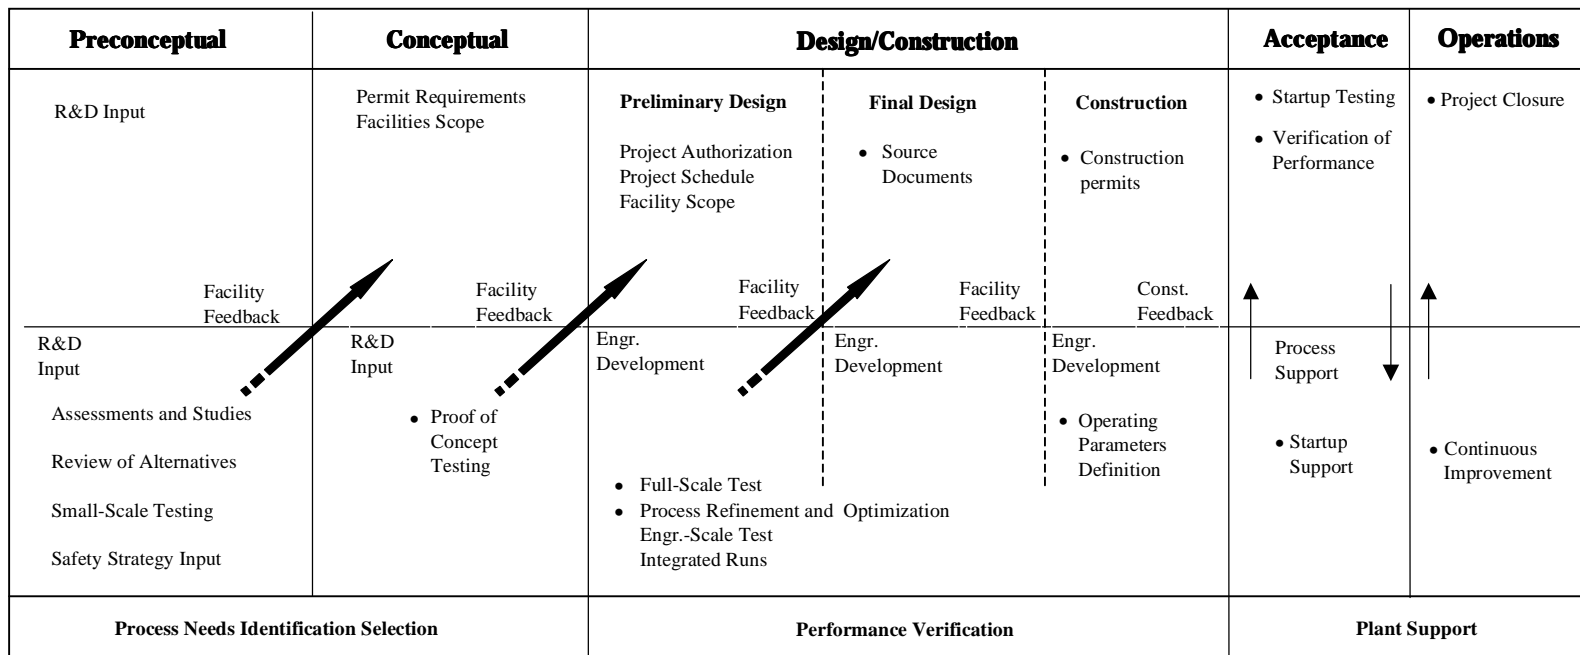 Preconceptual
Conceptual
Design/Construction
Acceptance
Operations
R&D Input
Permit Requirements
Facilities Scope
Preliminary Design
Project Authorization
Project Schedule
Facility Scope
Final Design
• Source
Documents
Construction
• Construction
permits
• Startup Testing
• Verification of
Performance
• Project Closure
Facility
Feedback
Facility
Feedback
Facility
Feedback
Facility
Feedback
Const.
Feedback
R&D
Input
Assessments and Studies
Review of Alternatives
Small-Scale Testing
Safety Strategy Input
R&D
Input
• Proof of
Concept
Testing
Engr.
Development
• Full-Scale Test
• Process Refinement and Optimization
Engr.-Scale Test
Integrated Runs
Engr.
Development
Engr.
Development
• Operating
Parameters
Definition
Process
Support
• Startup
Support
• Continuous
Improvement
Process Needs Identification Selection
Performance Verification
Plant Support